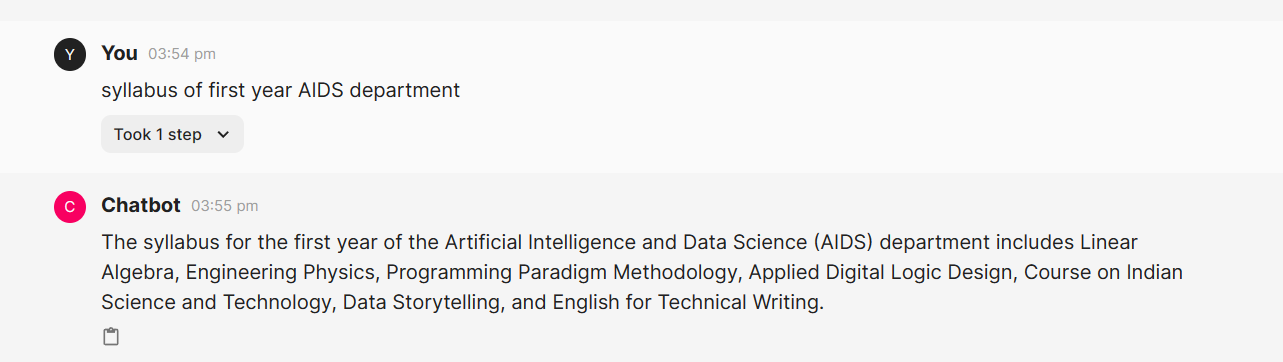 Y You 03:54 pm
syllabus of first year AIDS department
Took 1 step
C Chatbot 03:55 pm
The syllabus for the first year of the Artificial Intelligence and Data Science (AIDS) department includes Linear
Algebra, Engineering Physics, Programming Paradigm Methodology, Applied Digital Logic Design, Course on Indian
Science and Technology, Data Storytelling, and English for Technical Writing.